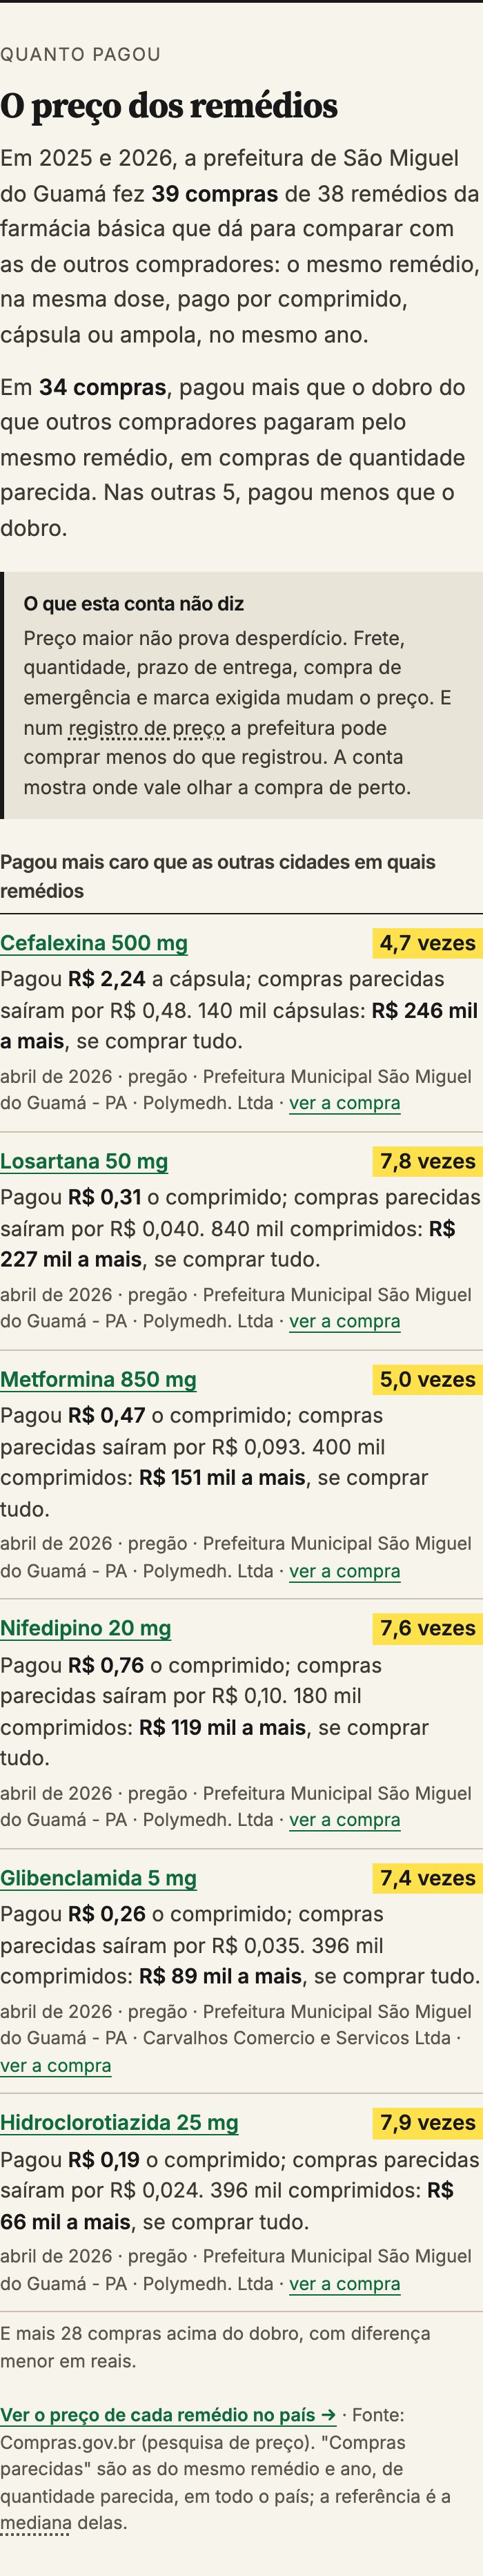 QUANTO PAGOU
O preço dos remédios
Em 2025 e 2026, a prefeitura de São Miguel
do Guamá fez 39 compras de 38 remédios da
farmácia básica que dá para comparar com
as de outros compradores: o mesmo remédio,
na mesma dose, pago por comprimido,
cápsula ou ampola, no mesmo ano.
Em 34 compras, pagou mais que o dobro do
que outros compradores pagaram pelo
mesmo remédio, em compras de quantidade
parecida. Nas outras 5, pagou menos que o
dobro.
O que esta conta não diz
Preço maior não prova desperdício. Frete,
quantidade, prazo de entrega, compra de
emergência e marca exigida mudam o preço. E
num registro de preço a prefeitura pode
comprar menos do que registrou. A conta
mostra onde vale olhar a compra de perto.
Pagou mais caro que as outras cidades em quais
remédios
Cefalexina 500 mg 4,7 vezes
Pagou R$ 2,24 a cápsula; compras parecidas
saíram por R$ 0,48. 140 mil cápsulas: R$ 246 mil
a mais, se comprar tudo.
abril de 2026 · pregão · Prefeitura Municipal São Miguel
do Guamá - PA · Polymedh. Ltda · ver a compra
Losartana 50 mg 7,8 vezes
Pagou R$ 0,31 o comprimido; compras parecidas
saíram por R$ 0,040. 840 mil comprimidos: R$
227 mil a mais, se comprar tudo.
abril de 2026 · pregão · Prefeitura Municipal São Miguel
do Guamá - PA · Polymedh. Ltda · ver a compra
Metformina 850 mg 5,0 vezes
Pagou R$ 0,47 o comprimido; compras
parecidas saíram por R$ 0,093. 400 mil
comprimidos: R$ 151 mil a mais, se comprar
tudo.
abril de 2026 · pregão · Prefeitura Municipal São Miguel
do Guamá - PA · Polymedh. Ltda · ver a compra
Nifedipino 20 mg 7,6 vezes
Pagou R$ 0,76 o comprimido; compras
parecidas saíram por R$ 0,10. 180 mil
comprimidos: R$ 119 mil a mais, se comprar
tudo.
abril de 2026 · pregão · Prefeitura Municipal São Miguel
do Guamá - PA · Polymedh. Ltda · ver a compra
Glibenclamida 5 mg 7,4 vezes
Pagou R$ 0,26 o comprimido; compras
parecidas saíram por R$ 0,035. 396 mil
comprimidos: R$ 89 mil a mais, se comprar tudo.
abril de 2026 · pregão · Prefeitura Municipal São Miguel
do Guamá - PA · Carvalhos Comercio e Servicos Ltda ·
ver a compra
Hidroclorotiazida 25 mg 7,9 vezes
Pagou R$ 0,19 o comprimido; compras parecidas
saíram por R$ 0,024. 396 mil comprimidos: R$
66 mil a mais, se comprar tudo.
abril de 2026 · pregão · Prefeitura Municipal São Miguel
do Guamá - PA · Polymedh. Ltda · ver a compra
E mais 28 compras acima do dobro, com diferença
menor em reais.
Ver o preço de cada remédio no país → · Fonte:
Compras.gov.br (pesquisa de preço). "Compras
parecidas" são as do mesmo remédio e ano, de
quantidade parecida, em todo o país; a referência é a
mediana delas.